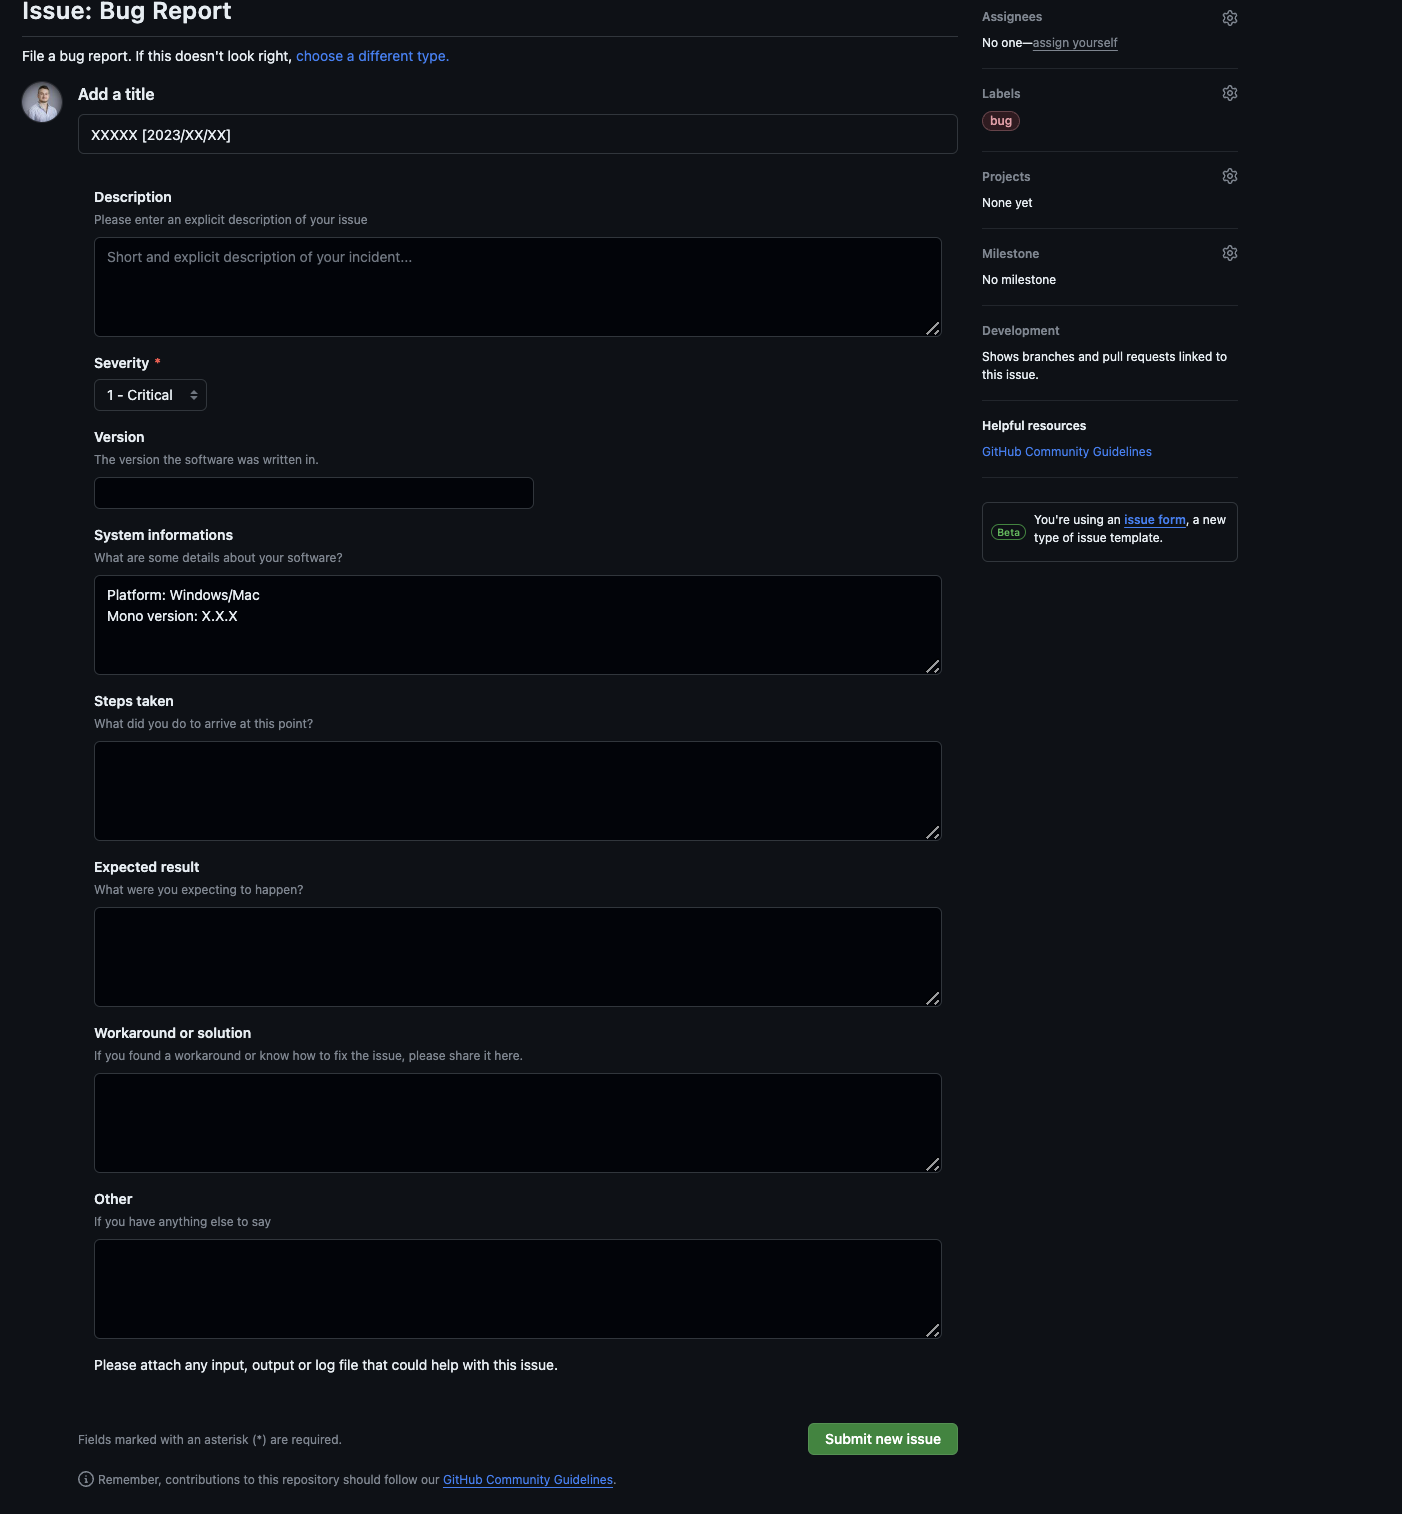 Issue: Bug Report
File a bug report. If this doesn't look right, choose a different type.
Add a title
XXXXX [2023/XX/XX]
Description
Please enter an explicit description of your issue
Short and explicit description of your incident...
Severity *
1 - Critical
Version
The version the software was written in.
System informations
What are some details about your software?
Platform: Windows/Mac
Mono version: X.X.X
Steps taken
What did you do to arrive at this point?
Expected result
What were you expecting to happen?
Workaround or solution
If you found a workaround or know how to fix the issue, please share it here.
Other
If you have anything else to say
Please attach any input, output or log file that could help with this issue.
Fields marked with an asterisk (*) are required.
Submit new issue
Remember, contributions to this repository should follow our GitHub Community Guidelines.
Assignees
No one—assign yourself
Labels
bug
Projects
None yet
Milestone
No milestone
Development
Shows branches and pull requests linked to
this issue.
Helpful resources
GitHub Community Guidelines
Beta
You're using an issue form, a new
type of issue template.